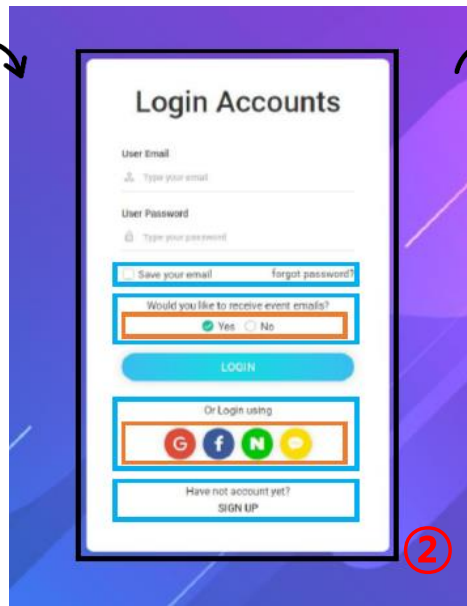 Login Accounts
User Email
Type your email
User Password
Type your password
Save your email forgot password?
Would you like to receive event emails?
Yes No
LOGIN
Or Login using
G f N
Have not account yet?
SIGN UP
②